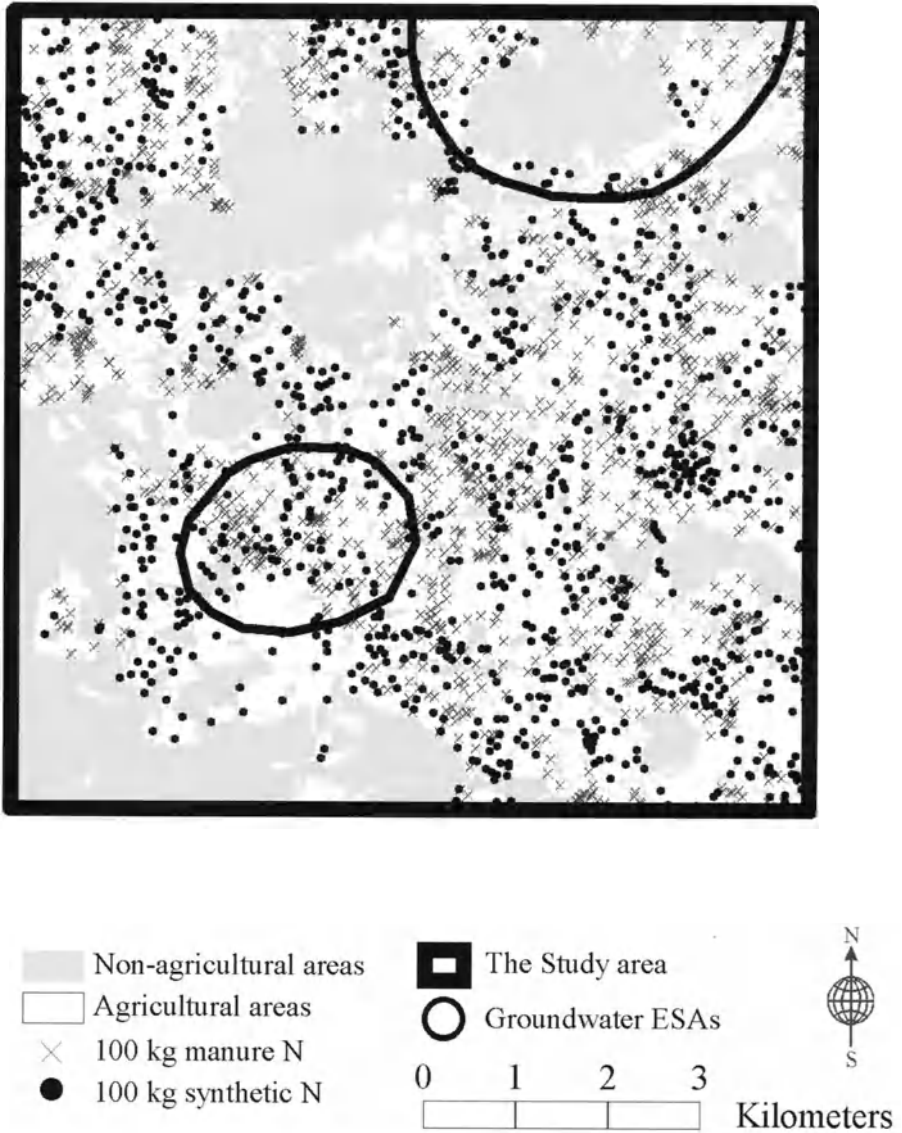 Non-agricultural areas
Agricultural areas
100 kg manure N
100 kg synthetic N
The Study area
Groundwater ESAs
0 1 2 3
Kilometers
N
S